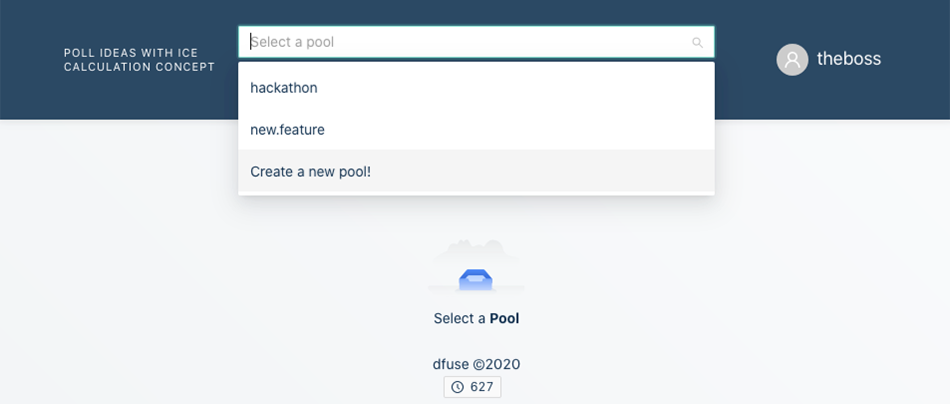 POLL IDEAS WITH ICE
CALCULATION CONCEPT
Select a pool
theboss
hackathon
new.feature
Create a new pool!
Select a Pool
dfuse ©2020
627